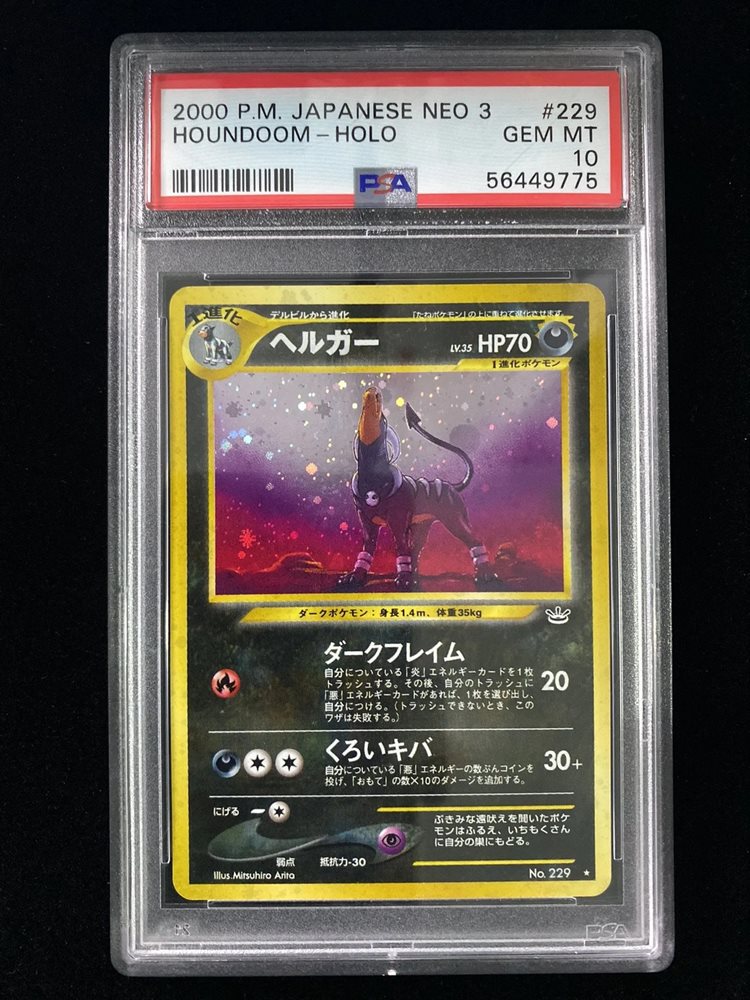 2000 P.M. JAPANESE NEO 3 #229
HOUNDOOM – HOLO GEM MT
10
PSA 56449775
1進化 デルビルから進化 「たねポケモン」の上に重ねて進化させます
ヘルガー LV.35 HP70
1進化ポケモン
ダークポケモン：身長1.4m、体重35kg
ダークフレイム
自分についている「炎」エネルギーカードを1枚
トラッシュする。その後、自分のトラッシュに
「悪」エネルギーカードがあれば、1枚を選び出し、
自分につける。（トラッシュできないとき、この
ワザは失敗する。）
20
くろいキバ
自分についている「悪」エネルギーの数ぶんコインを
投げ、「おもて」の数×10のダメージを追加する。
30+
にげる
ぶきみな遠吠えを聞いたポケ
モンはふるえ、いちもくさん
に自分の巣にもどる。
弱点 抵抗力-30
Illus.Mitsuhiro Arita No. 229 ★
PSA